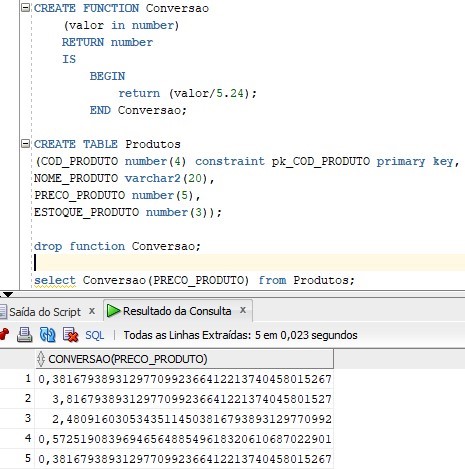 CREATE FUNCTION Conversao
(valor in number)
RETURN number
IS
BEGIN
return (valor/5.24);
END Conversao;
CREATE TABLE Produtos
(COD_PRODUTO number(4) constraint pk_COD_PRODUTO primary key,
NOME_PRODUTO varchar2(20),
PRECO_PRODUTO number(5),
ESTOQUE_PRODUTO number(3));
drop function Conversao;
select Conversao(PRECO_PRODUTO) from Produtos;
Saída do Script x Resultado da Consulta x
SQL | Todas as Linhas Extraídas: 5 em 0,023 segundos
CONVERSAO(PRECO_PRODUTO)
1 0,3816793893129770992366412213740458015267
2 3,81679389312977099236641221374045801527
3 2,48091603053435114503816793893129770992
4 0,5725190839694656488549618320610687022901
5 0,3816793893129770992366412213740458015267